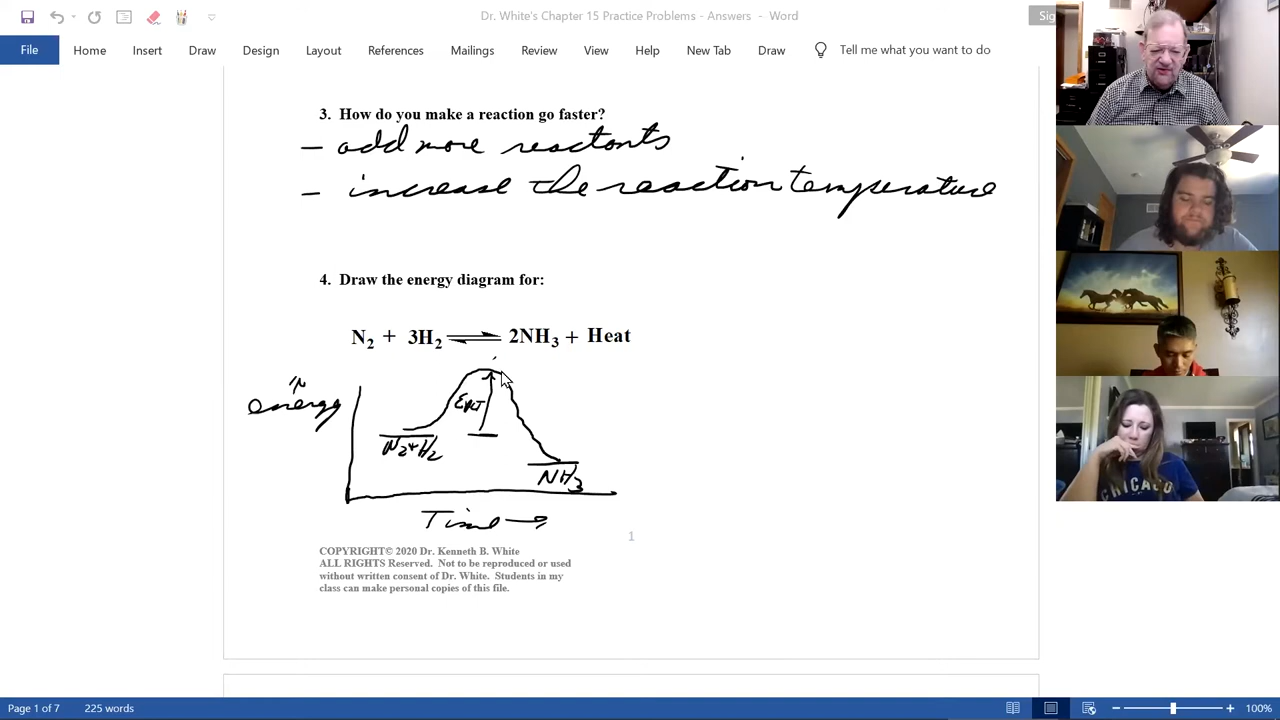 Dr. White's Chapter 15 Practice Problems - Answers - Word
File Home Insert Draw Design Layout References Mailings Review View Help New Tab Draw Tell me what you want to do
3. How do you make a reaction go faster?
- add more reactants
- increase the reaction temperature
4. Draw the energy diagram for:
N2 + 3H2 ⇌ 2NH3 + Heat
energy
EACT
N2+H2
NH3
Time →
1
COPYRIGHT© 2020 Dr. Kenneth B. White
ALL RIGHTS Reserved. Not to be reproduced or used
without written consent of Dr. White. Students in my
class can make personal copies of this file.
CHICAGO
Page 1 of 7 225 words 100%